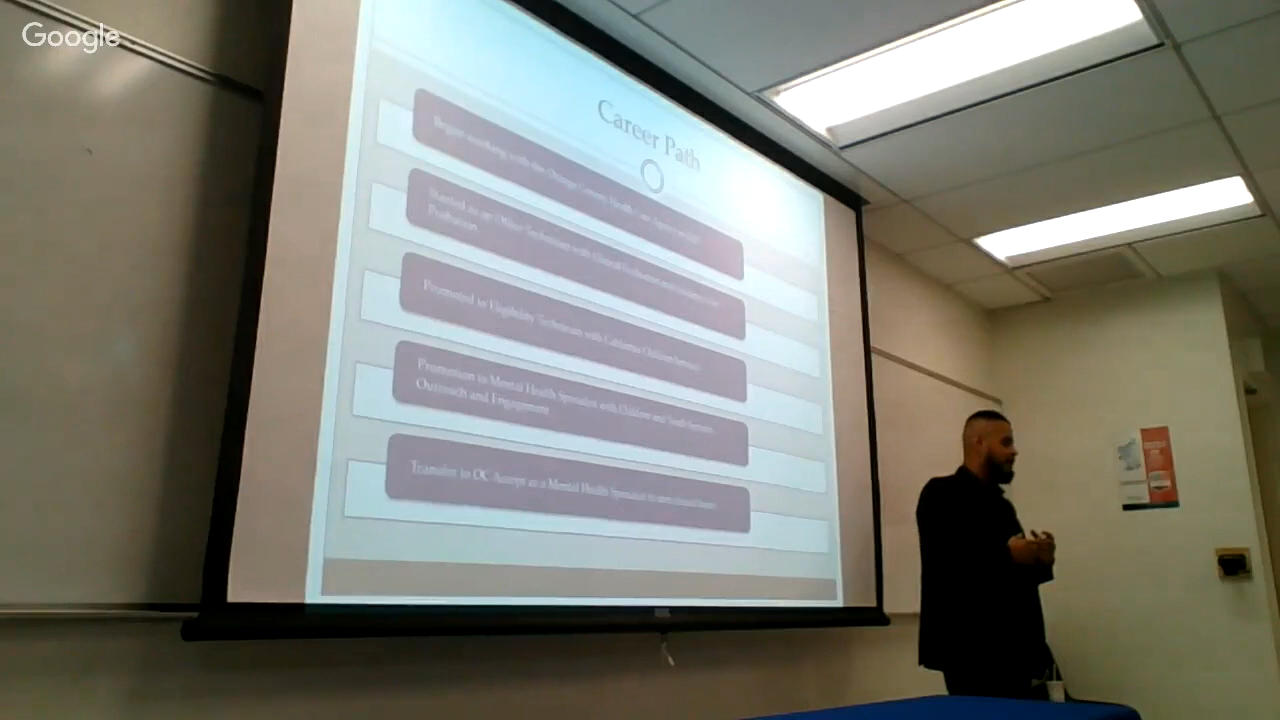 Google
Career Path
Began working with the Orange County Health Care Agency
Started as an Office Technician with
Probation
Promoted to Eligibility Technician with California Children Services
Promotion to Mental Health Specialist with Children and Youth Services
Outreach and Engagement
Transfer to OC Accept as a Mental Health Specialist